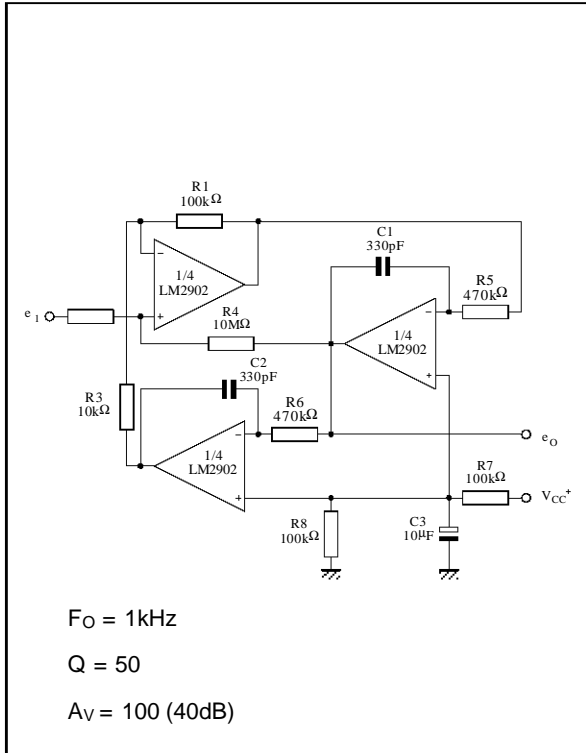 R1
100kΩ
C1
330pF
R5
470kΩ
1/4
LM2902
e 1
R4
10MΩ
1/4
LM2902
C2
330pF
R3
10kΩ
R6
470kΩ
1/4
LM2902
eO
R7
100kΩ
VCC+
R8
100kΩ
C3
10µF
FO = 1kHz
Q = 50
AV = 100 (40dB)